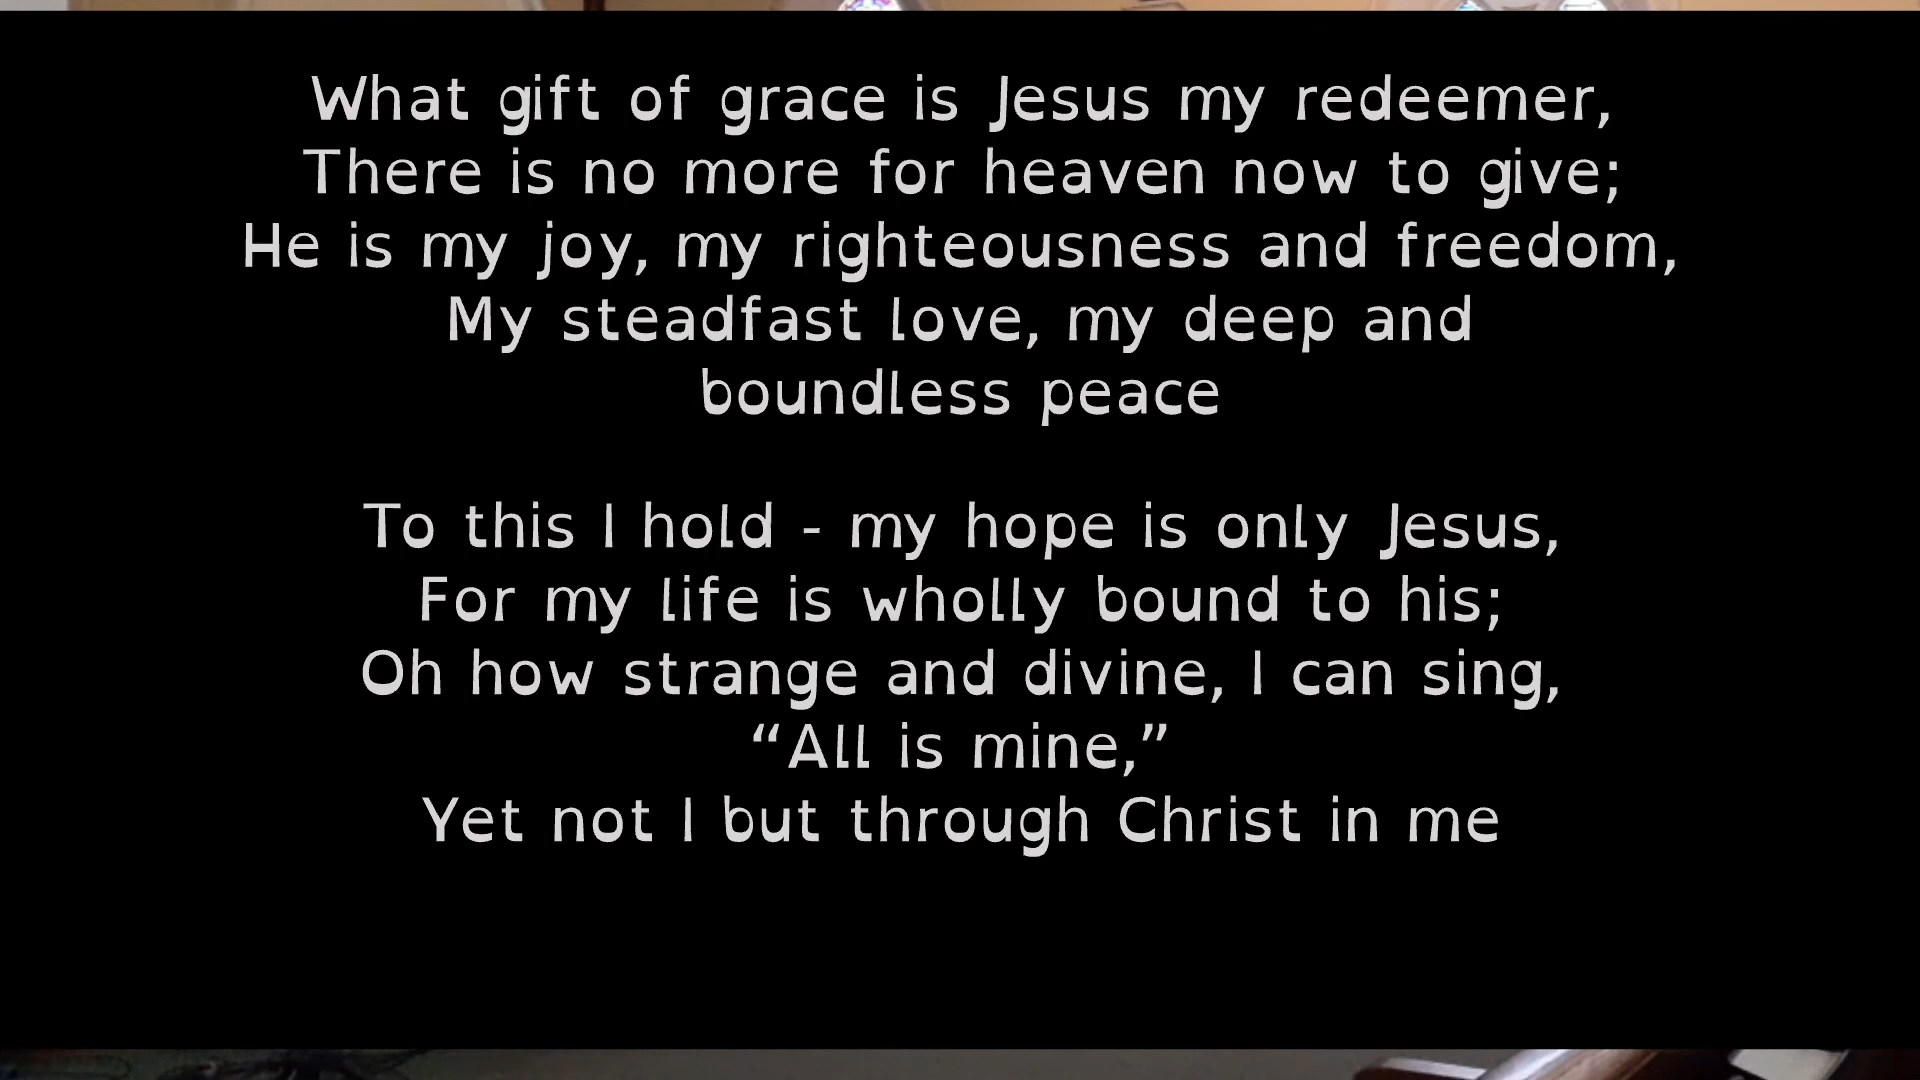 What gift of grace is Jesus my redeemer,
There is no more for heaven now to give;
He is my joy, my righteousness and freedom,
My steadfast love, my deep and
boundless peace
To this I hold - my hope is only Jesus,
For my life is wholly bound to his;
Oh how strange and divine, I can sing,
“All is mine,”
Yet not I but through Christ in me